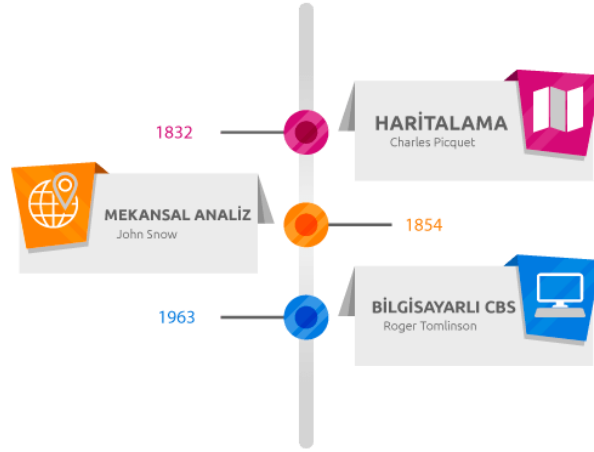 1832
HARİTALAMA
Charles Picquet
MEKANSAL ANALİZ
John Snow
1854
1963
BİLGİSAYARLI CBS
Roger Tomlinson